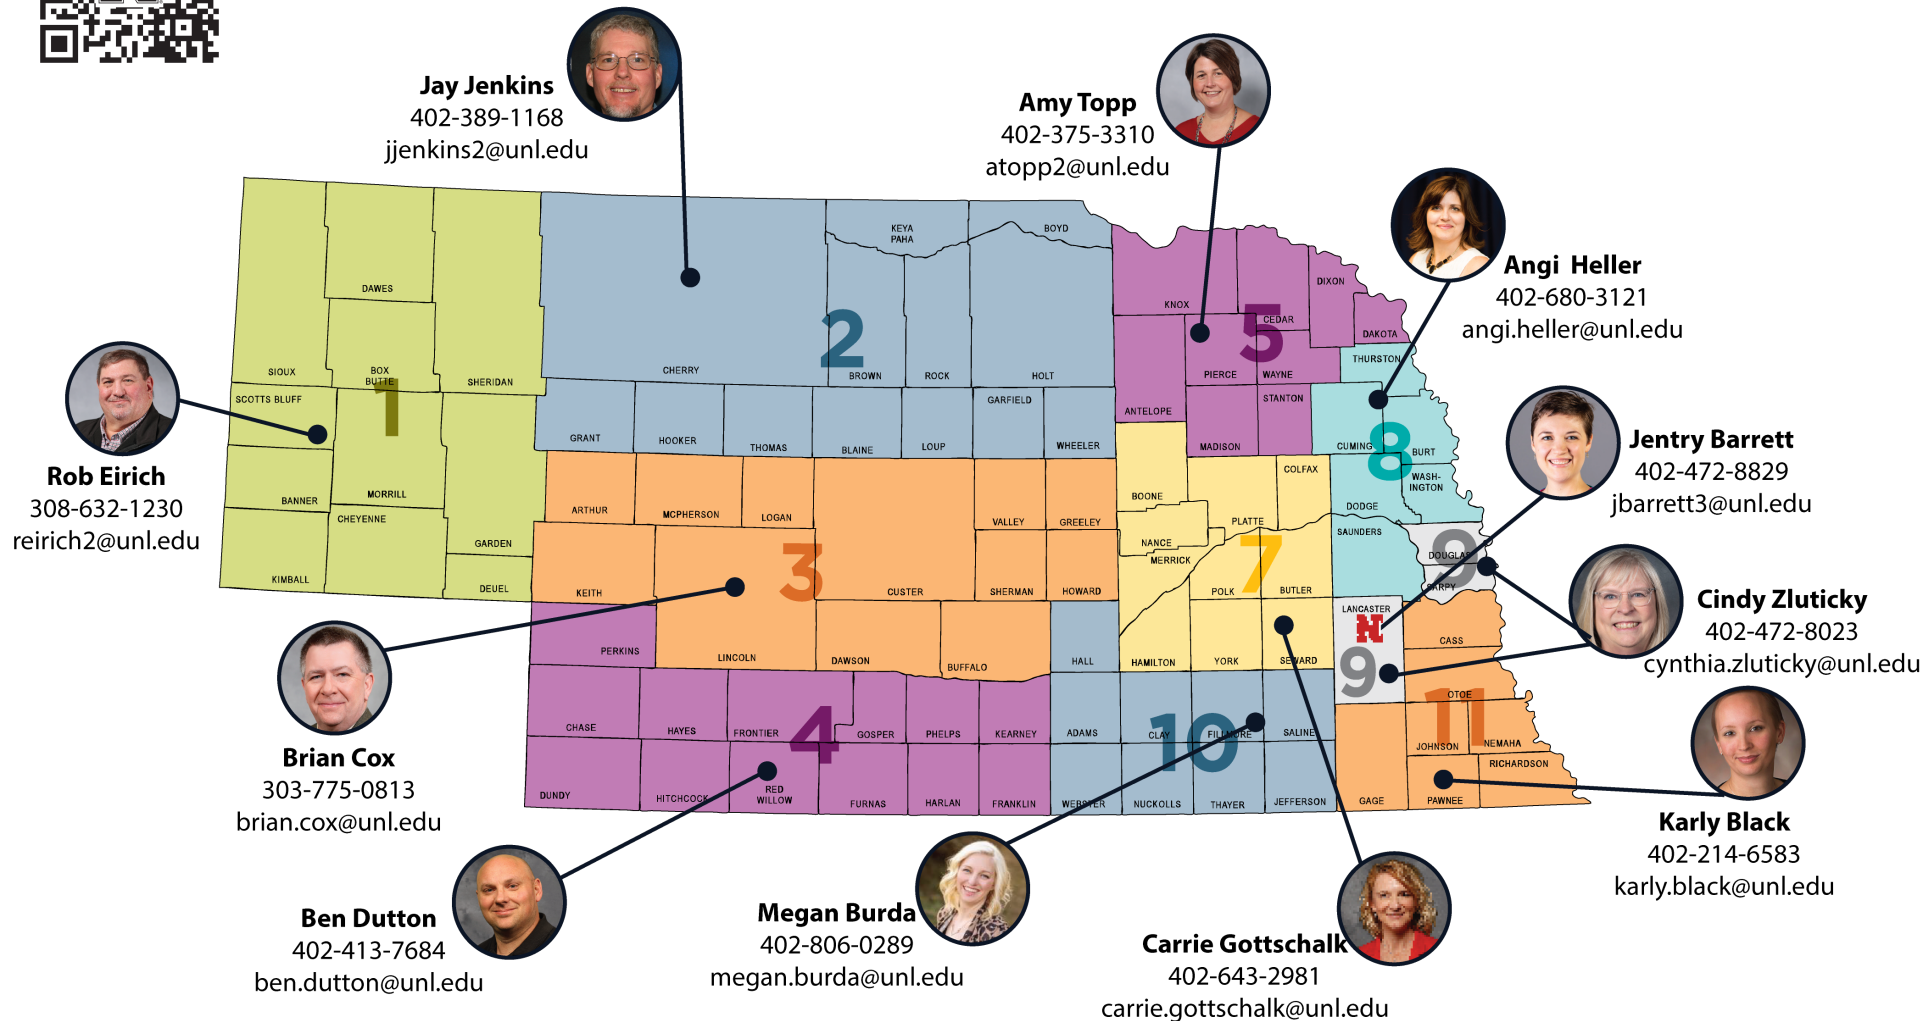 Jay Jenkins
402-389-1168
jjenkins2@unl.edu
Amy Topp
402-375-3310
atopp2@unl.edu
Angi Heller
402-680-3121
angi.heller@unl.edu
Jentry Barrett
402-472-8829
jbarrett3@unl.edu
Cindy Zluticky
402-472-8023
cynthia.zluticky@unl.edu
Karly Black
402-214-6583
karly.black@unl.edu
Carrie Gottschalk
402-643-2981
carrie.gottschalk@unl.edu
Megan Burda
402-806-0289
megan.burda@unl.edu
Ben Dutton
402-413-7684
ben.dutton@unl.edu
Brian Cox
303-775-0813
brian.cox@unl.edu
Rob Eirich
308-632-1230
reirich2@unl.edu
1
SIOUX
DAWES
BOX
BUTTE
SHERIDAN
SCOTTS BLUFF
BANNER
MORRILL
KIMBALL
CHEYENNE
GARDEN
DEUEL
2
CHERRY
KEYA
PAHA
BOYD
BROWN
ROCK
HOLT
GRANT
HOOKER
THOMAS
BLAINE
LOUP
GARFIELD
WHEELER
3
ARTHUR
MCPHERSON
LOGAN
CUSTER
VALLEY
GREELEY
KEITH
LINCOLN
SHERMAN
HOWARD
DAWSON
BUFFALO
4
PERKINS
CHASE
HAYES
FRONTIER
GOSPER
PHELPS
KEARNEY
DUNDY
HITCHCOCK
RED
WILLOW
FURNAS
HARLAN
FRANKLIN
5
KNOX
CEDAR
DIXON
DAKOTA
ANTELOPE
PIERCE
WAYNE
MADISON
STANTON
7
BOONE
PLATTE
COLFAX
NANCE
MERRICK
POLK
BUTLER
HAMILTON
YORK
SEWARD
8
THURSTON
CUMING
BURT
DODGE
WASH-
INGTON
SAUNDERS
9
DOUGLAS
SARPY
LANCASTER
N
9
10
HALL
ADAMS
CLAY
FILLMORE
SALINE
WEBSTER
NUCKOLLS
THAYER
JEFFERSON
11
CASS
OTOE
JOHNSON
NEMAHA
GAGE
PAWNEE
RICHARDSON